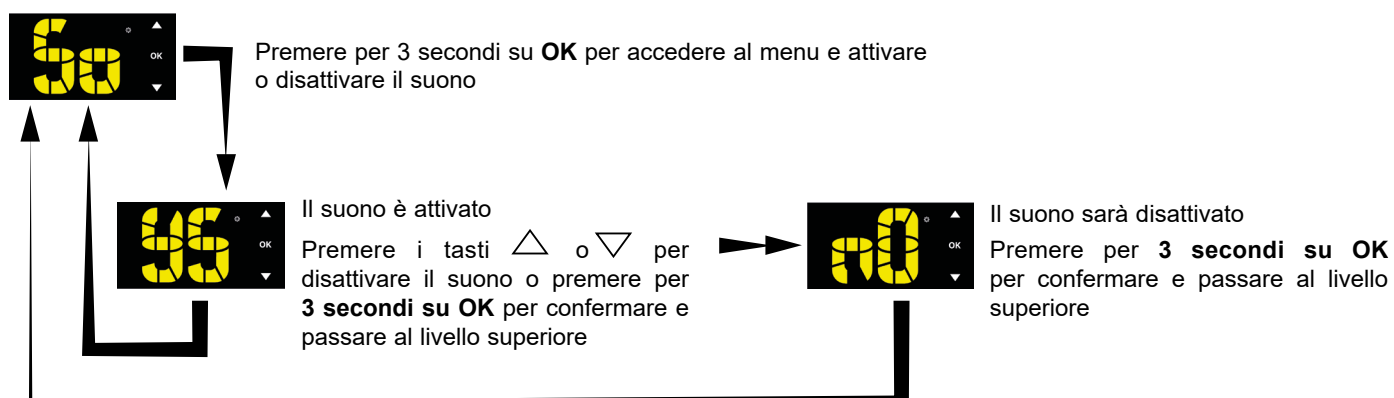 So
OK
Premere per 3 secondi su OK per accedere al menu e attivare
o disattivare il suono
yS
OK
Il suono è attivato
Premere i tasti △ o ▽ per
disattivare il suono o premere per
3 secondi su OK per confermare e
passare al livello superiore
n0
OK
Il suono sarà disattivato
Premere per 3 secondi su OK
per confermare e passare al livello
superiore